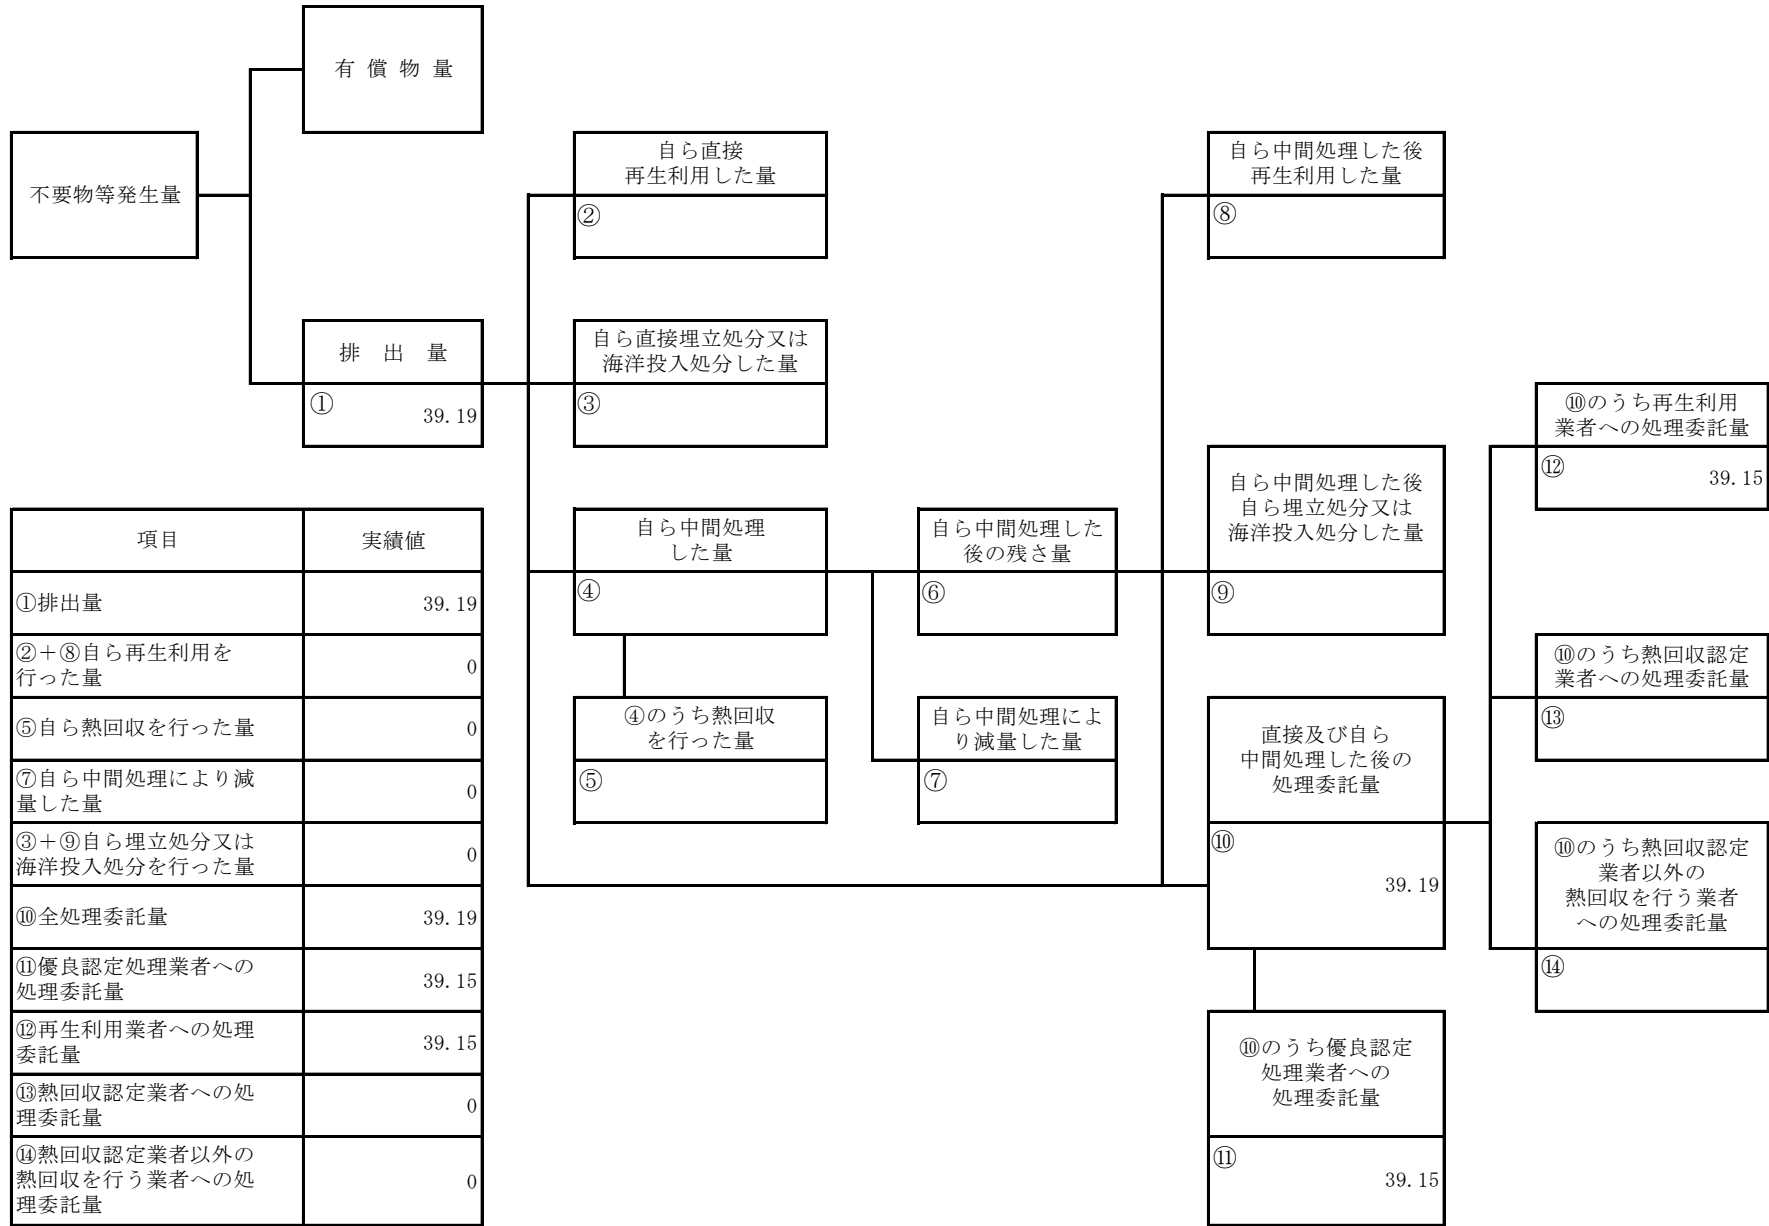 有 償 物 量
不要物等発生量
自ら直接
再生利用した量
②
自ら中間処理した後
再生利用した量
⑧
排 出 量
① 39.19
自ら直接埋立処分又は
海洋投入処分した量
③
⑩のうち再生利用
業者への処理委託量
⑫ 39.15
自ら中間処理した後
自ら埋立処分又は
海洋投入処分した量
⑨
自ら中間処理
した量
④
自ら中間処理した
後の残さ量
⑥
⑩のうち熱回収認定
業者への処理委託量
⑬
④のうち熱回収
を行った量
⑤
自ら中間処理によ
り減量した量
⑦
直接及び自ら
中間処理した後の
処理委託量
⑩
39.19
⑩のうち熱回収認定
業者以外の
熱回収を行う業者
への処理委託量
⑭
⑩のうち優良認定
処理業者への
処理委託量
⑪
39.15
項目 実績値
①排出量 39.19
②＋⑧自ら再生利用を
行った量 0
⑤自ら熱回収を行った量 0
⑦自ら中間処理により減
量した量 0
③＋⑨自ら埋立処分又は
海洋投入処分を行った量 0
⑩全処理委託量 39.19
⑪優良認定処理業者への
処理委託量 39.15
⑫再生利用業者への処理
委託量 39.15
⑬熱回収認定業者への処
理委託量 0
⑭熱回収認定業者以外の
熱回収を行う業者への処
理委託量 0